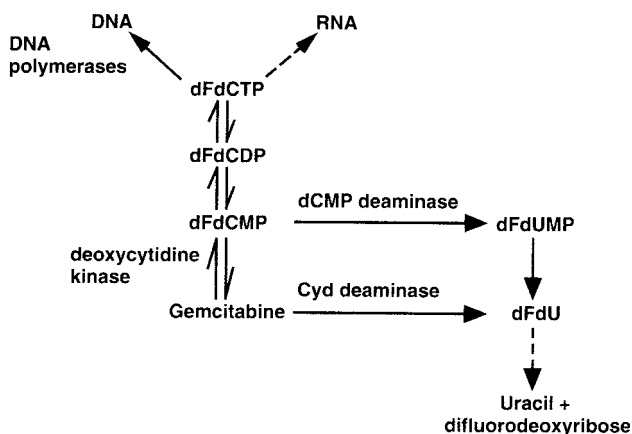 DNA
RNA
DNA
polymerases
dFdCTP
dFdCDP
dCMP deaminase
dFdCMP
dFdUMP
deoxycytidine
kinase
Cyd deaminase
Gemcitabine
dFdU
Uracil +
difluorodeoxyribose